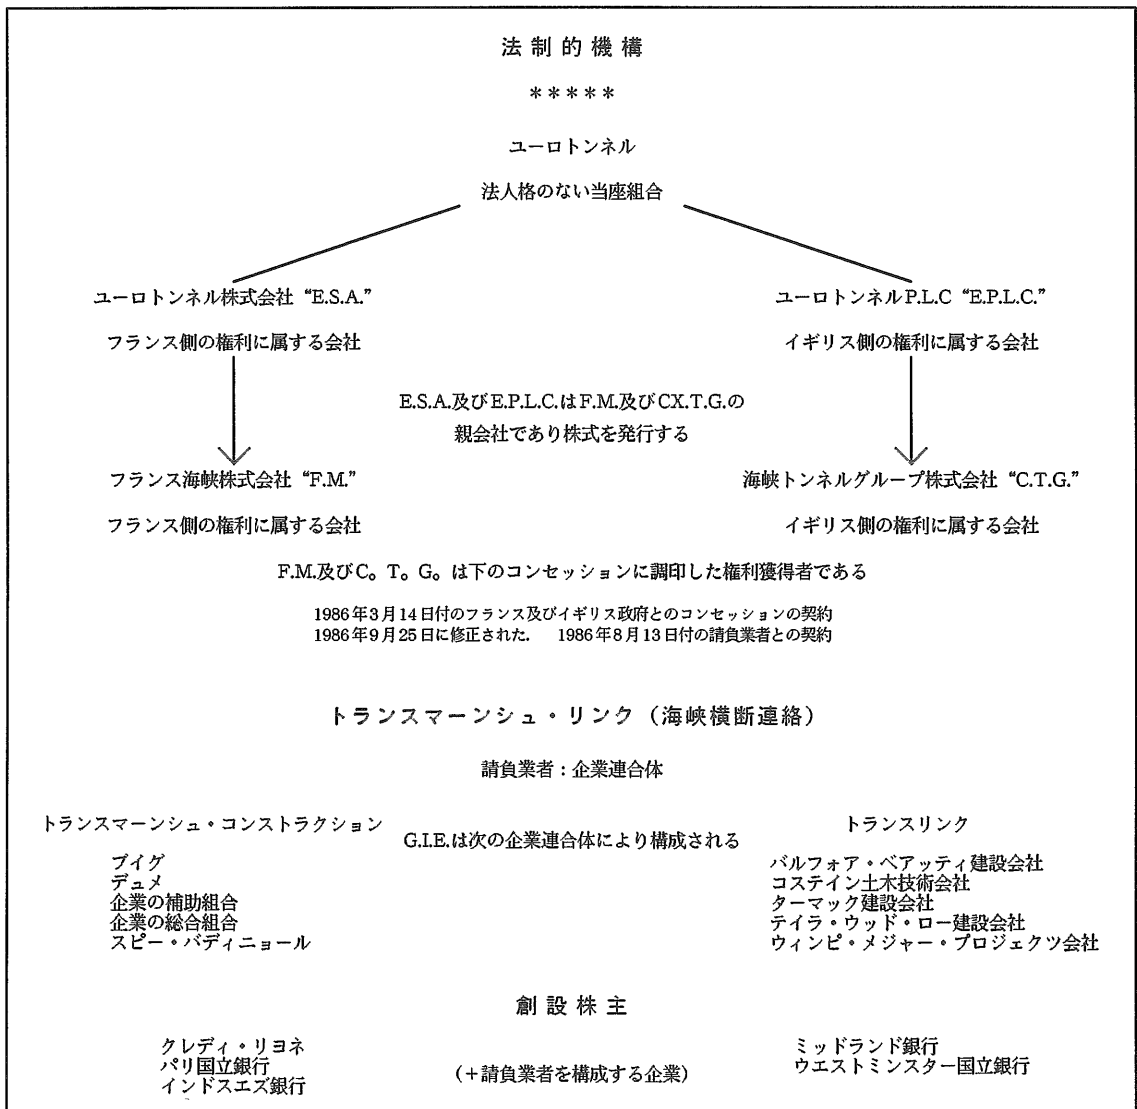 法制的機構
*****
ユーロトンネル
法人格のない当座組合
ユーロトンネル株式会社 “E.S.A.”
ユーロトンネルP.L.C “E.P.L.C.”
フランス側の権利に属する会社
イギリス側の権利に属する会社
E.S.A.及びE.P.L.C.はF.M.及びCX.T.G.の
親会社であり株式を発行する
フランス海峡株式会社 “F.M.”
海峡トンネルグループ株式会社 “C.T.G.”
フランス側の権利に属する会社
イギリス側の権利に属する会社
F.M.及びC。T。G。は下のコンセッションに調印した権利獲得者である
1986年3月14日付のフランス及びイギリス政府とのコンセッションの契約
1986年9月25日に修正された. 1986年8月13日付の請負業者との契約
トランスマーンシュ・リンク（海峡横断連絡）
請負業者：企業連合体
トランスマーンシュ・コンストラクション
G.I.E.は次の企業連合体により構成される
トランスリンク
ブイグ
デュメ
企業の補助組合
企業の総合組合
スピー・バディニョール
バルフォア・ベアッティ建設会社
コステイン土木技術会社
ターマック建設会社
テイラ・ウッド・ロー建設会社
ウィンピ・メジャー・プロジェクツ会社
創設株主
クレディ・リヨネ
パリ国立銀行
インドスエズ銀行
（＋請負業者を構成する企業）
ミッドランド銀行
ウエストミンスター国立銀行